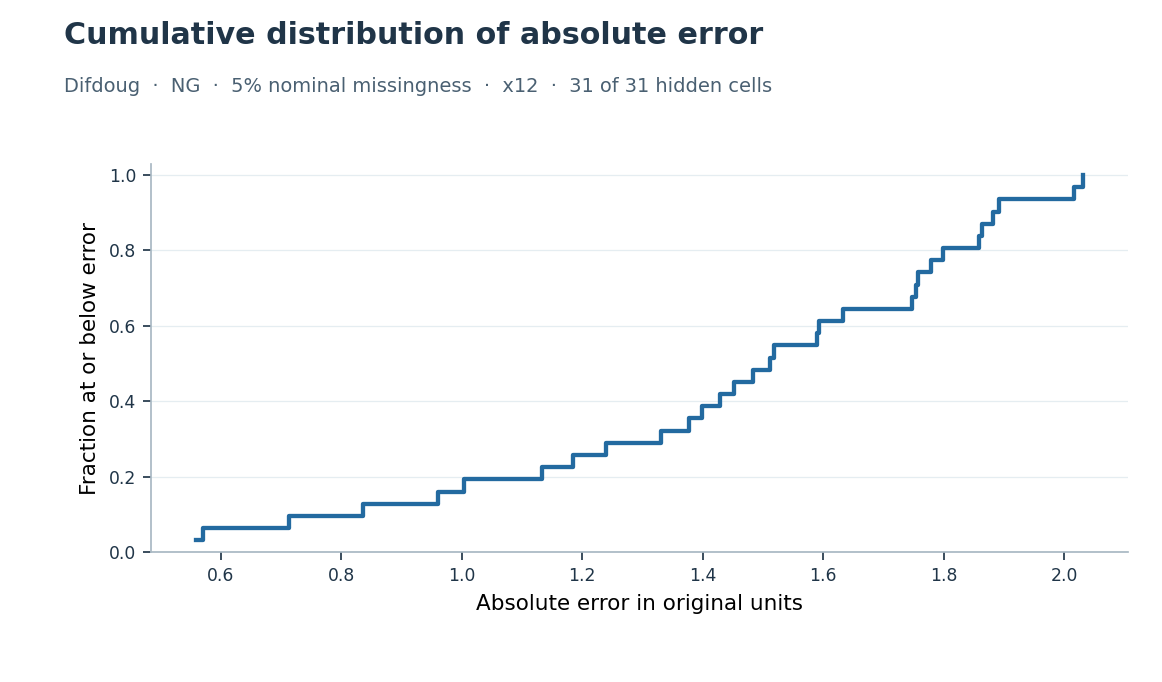 Cumulative distribution of absolute error
Difdoug · NG · 5% nominal missingness · x12 · 31 of 31 hidden cells
Fraction at or below error
1.0
0.8
0.6
0.4
0.2
0.0
0.6 0.8 1.0 1.2 1.4 1.6 1.8 2.0
Absolute error in original units